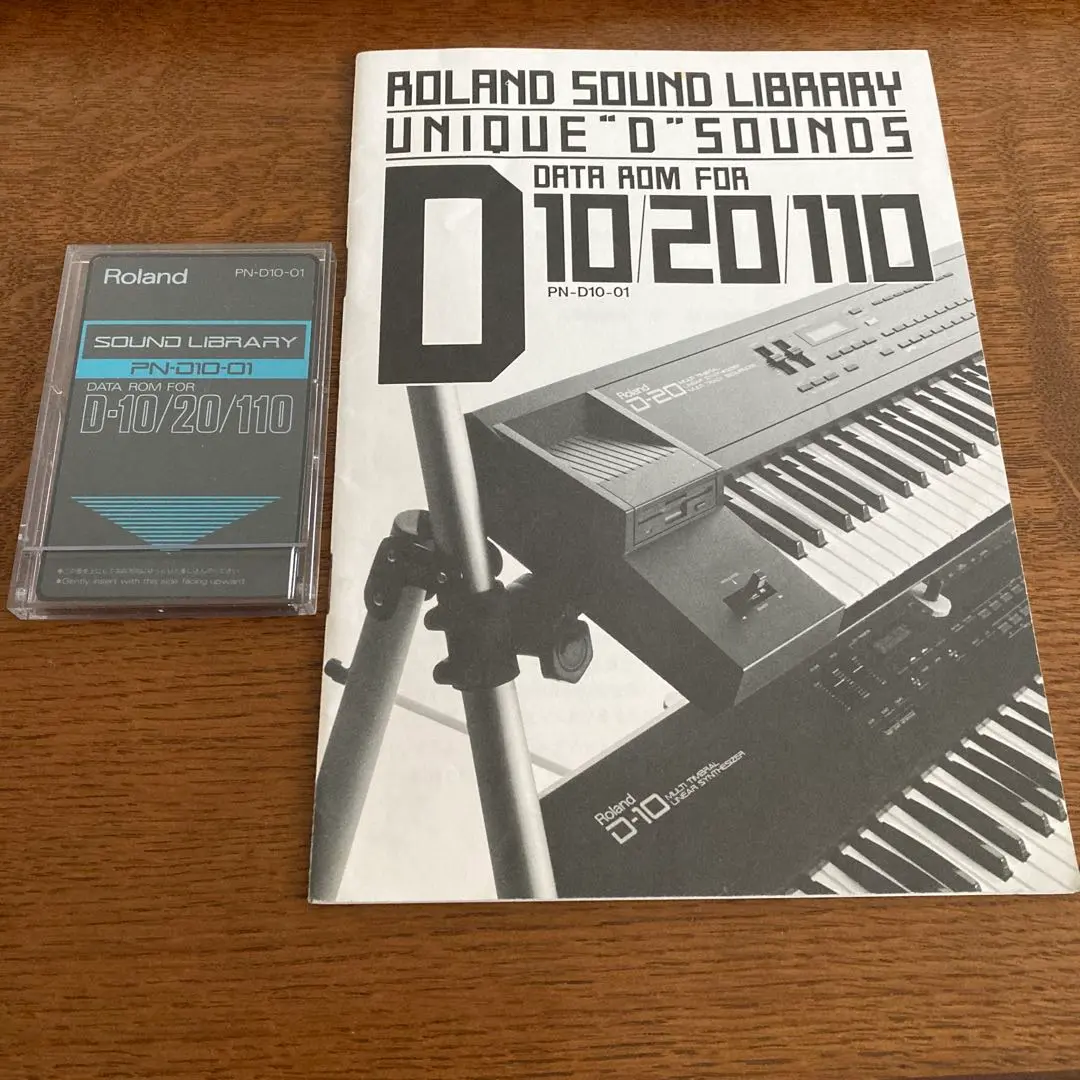 Roland
PN-D10-01
SOUND LIBRARY
PN-D10-01
DATA ROM FOR
D-10/20/110
●Gently insert with this side facing upward.
ROLAND SOUND LIBRARY
UNIQUE "D" SOUNDS
D
DATA ROM FOR
10/20/110
PN-D10-01
Roland
D-20
MULTI TIMBRAL
Roland
D-10
MULTI TIMBRAL
LINEAR SYNTHESIZER